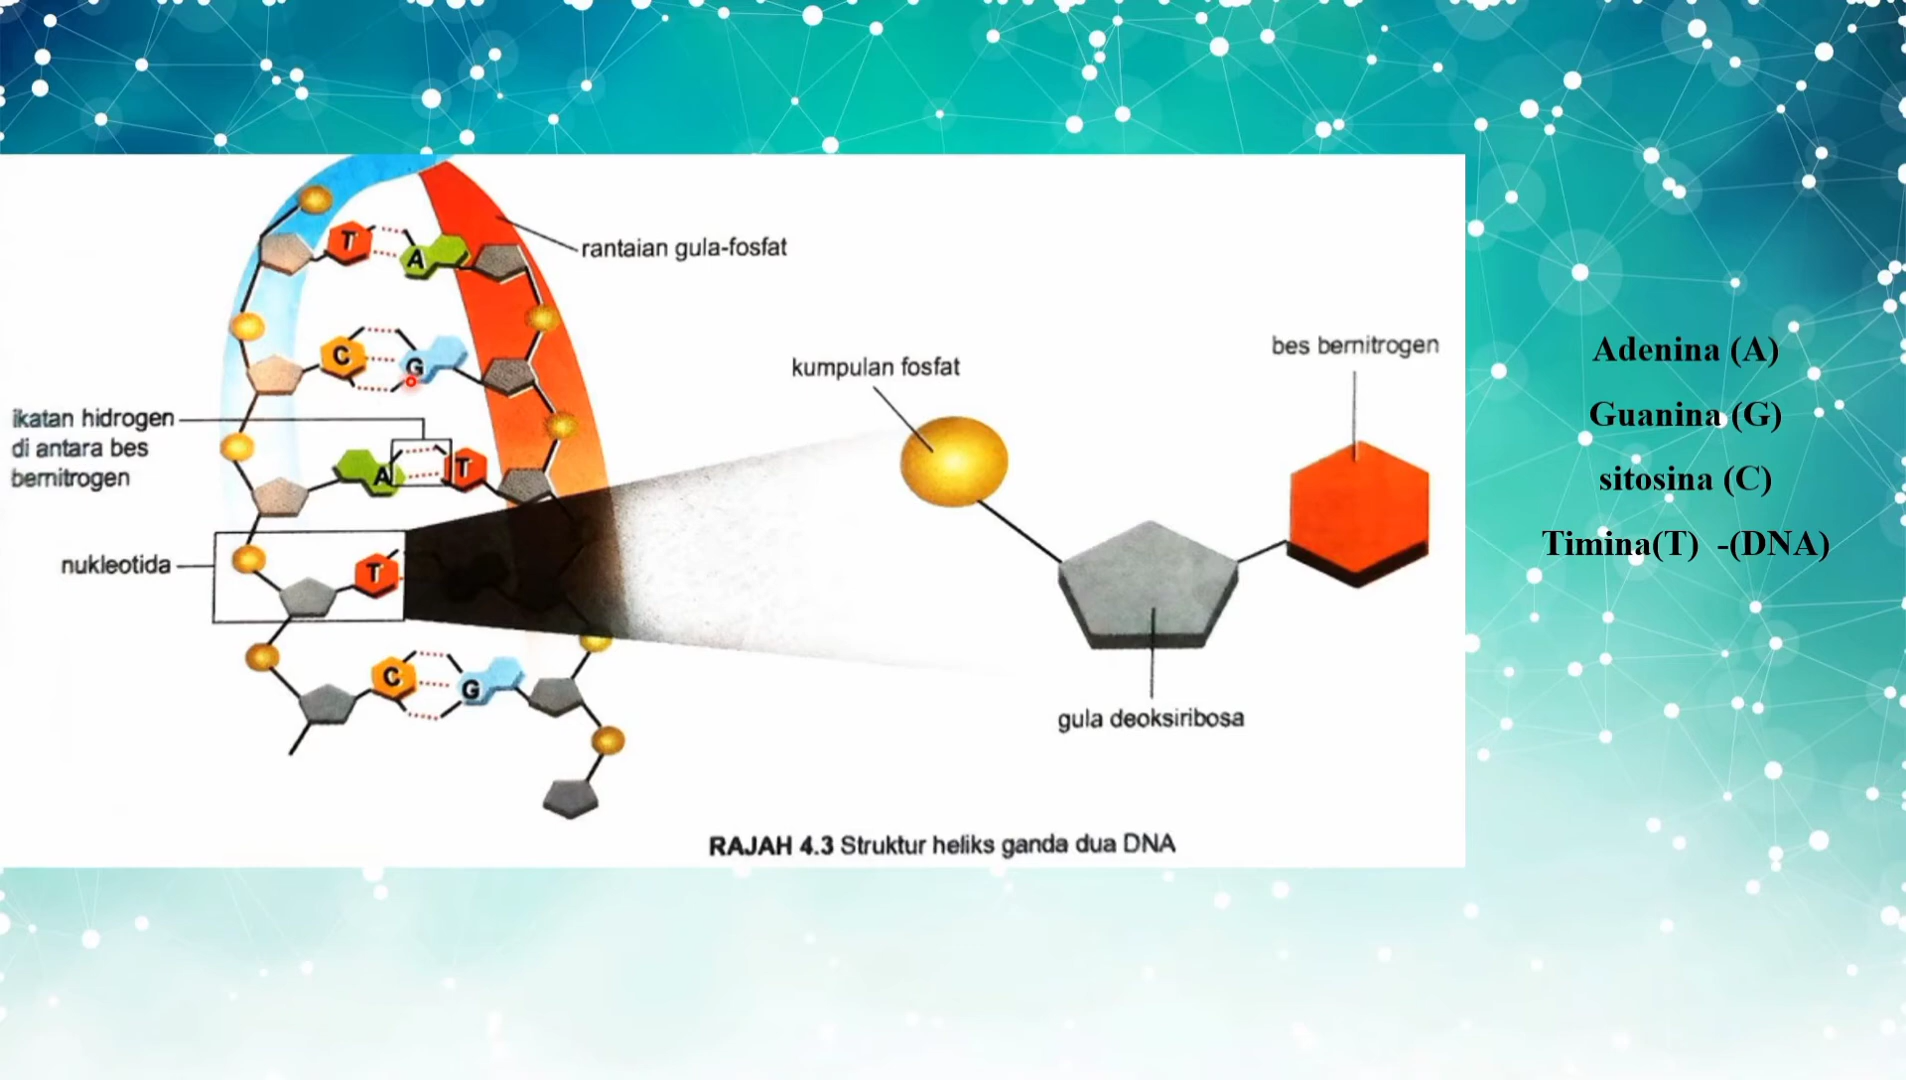 T
A
rantaian gula-fosfat
C
G
ikatan hidrogen
di antara bes
bernitrogen
A
T
nukleotida
T
C
G
kumpulan fosfat
bes bernitrogen
gula deoksiribosa
RAJAH 4.3 Struktur heliks ganda dua DNA
Adenina (A)
Guanina (G)
sitosina (C)
Timina(T) -(DNA)